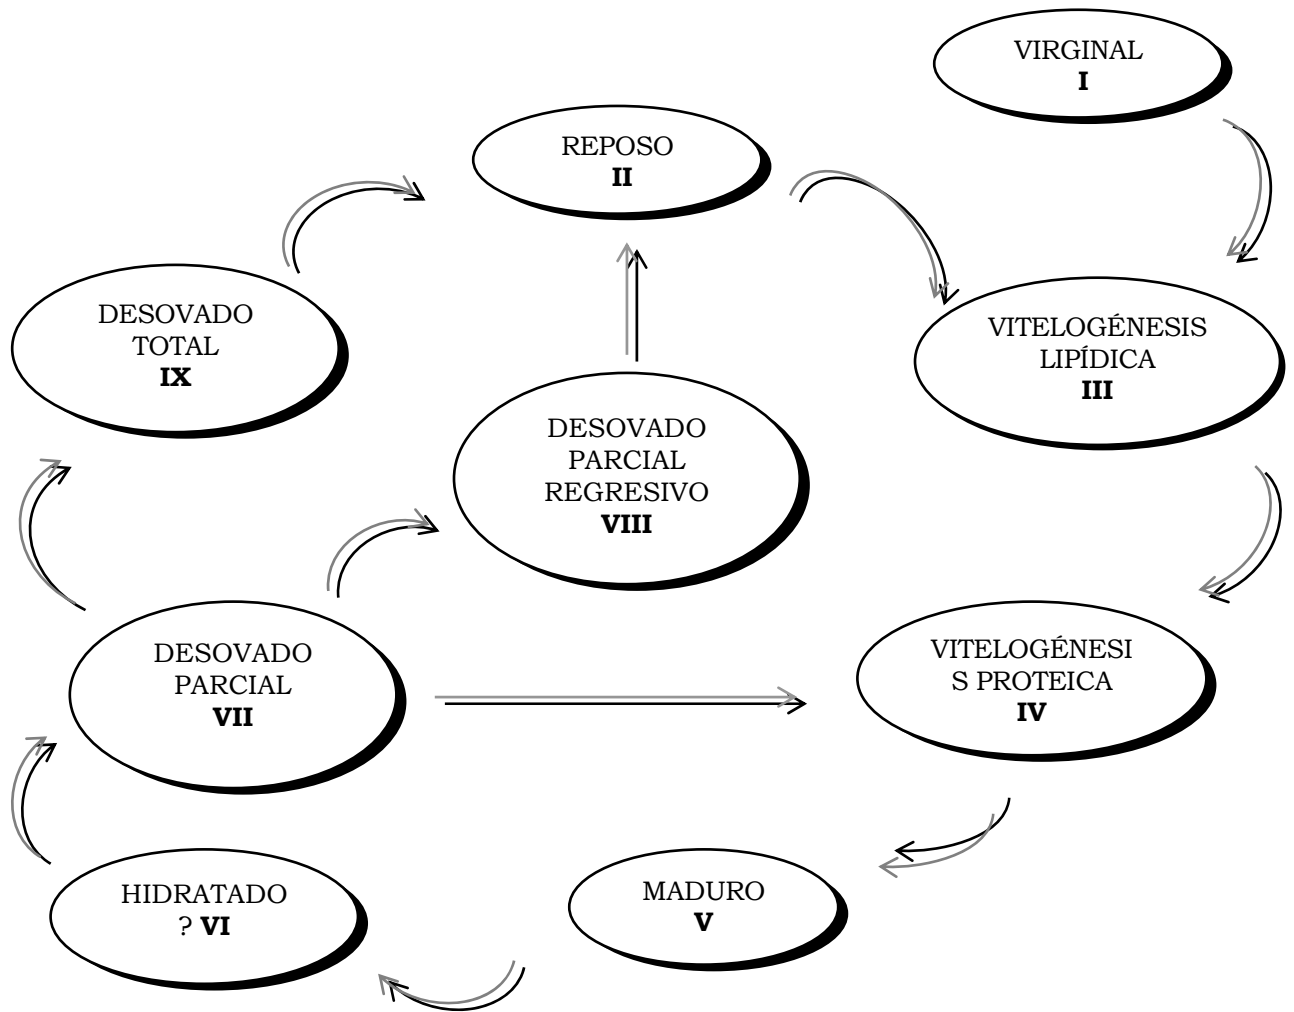 VIRGINAL
I
REPOSO
II
DESOVADO
TOTAL
IX
VITELOGÉNESIS
LIPÍDICA
III
DESOVADO
PARCIAL
REGRESIVO
VIII
DESOVADO
PARCIAL
VII
VITELOGÉNESI
S PROTEICA
IV
HIDRATADO
? VI
MADURO
V